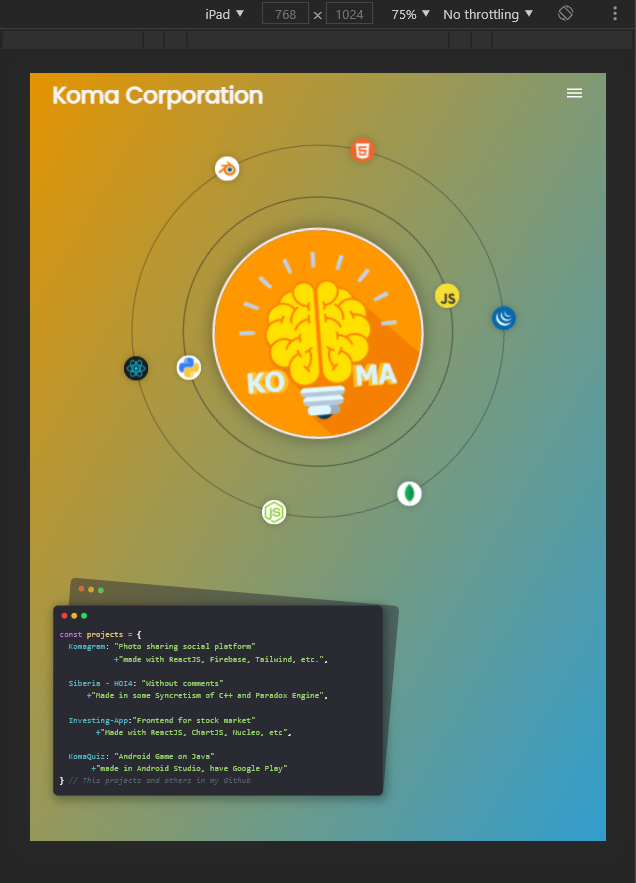 iPad ▼ 768 × 1024 75% ▼ No throttling ▼
Koma Corporation
5
JS
KO MA
JS
const projects = {
Komagram: "Photo sharing social platform"
+"made with ReactJS, Firebase, Tailwind, etc.",
Siberia - HOI4: "Without comments"
+"Made in some Syncretism of C++ and Paradox Engine",
Investing-App:"Frontend for stock market"
+"Made with ReactJS, ChartJS, Nucleo, etc",
KomaQuiz: "Android Game on Java"
+"made in Android Studio, have Google Play"
} // This projects and others in my Github